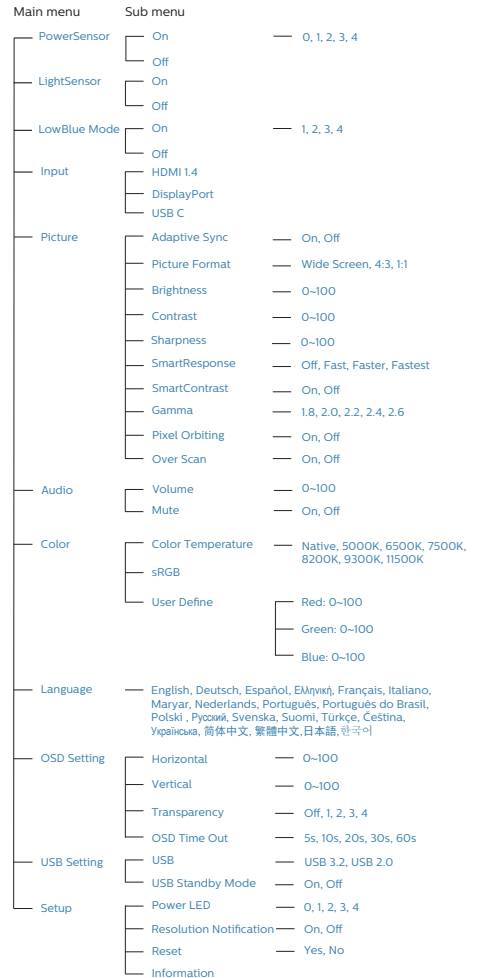 Main menu Sub menu
PowerSensor On 0, 1, 2, 3, 4
Off
LightSensor On
Off
LowBlue Mode On 1, 2, 3, 4
Off
Input HDMI 1.4
DisplayPort
USB C
Picture Adaptive Sync On, Off
Picture Format Wide Screen, 4:3, 1:1
Brightness 0~100
Contrast 0~100
Sharpness 0~100
SmartResponse Off, Fast, Faster, Fastest
SmartContrast On, Off
Gamma 1.8, 2.0, 2.2, 2.4, 2.6
Pixel Orbiting On, Off
Over Scan On, Off
Audio Volume 0~100
Mute On, Off
Color Color Temperature Native, 5000K, 6500K, 7500K,
8200K, 9300K, 11500K
sRGB
User Define Red: 0~100
Green: 0~100
Blue: 0~100
Language English, Deutsch, Español, Ελληνική, Français, Italiano,
Maryar, Nederlands, Português, Português do Brasil,
Polski , Русский, Svenska, Suomi, Türkçe, Čeština,
Українська, 简体中文, 繁體中文,日本語,한국어
OSD Setting Horizontal 0~100
Vertical 0~100
Transparency Off, 1, 2, 3, 4
OSD Time Out 5s, 10s, 20s, 30s, 60s
USB Setting USB USB 3.2, USB 2.0
USB Standby Mode On, Off
Setup Power LED 0, 1, 2, 3, 4
Resolution Notification On, Off
Reset Yes, No
Information